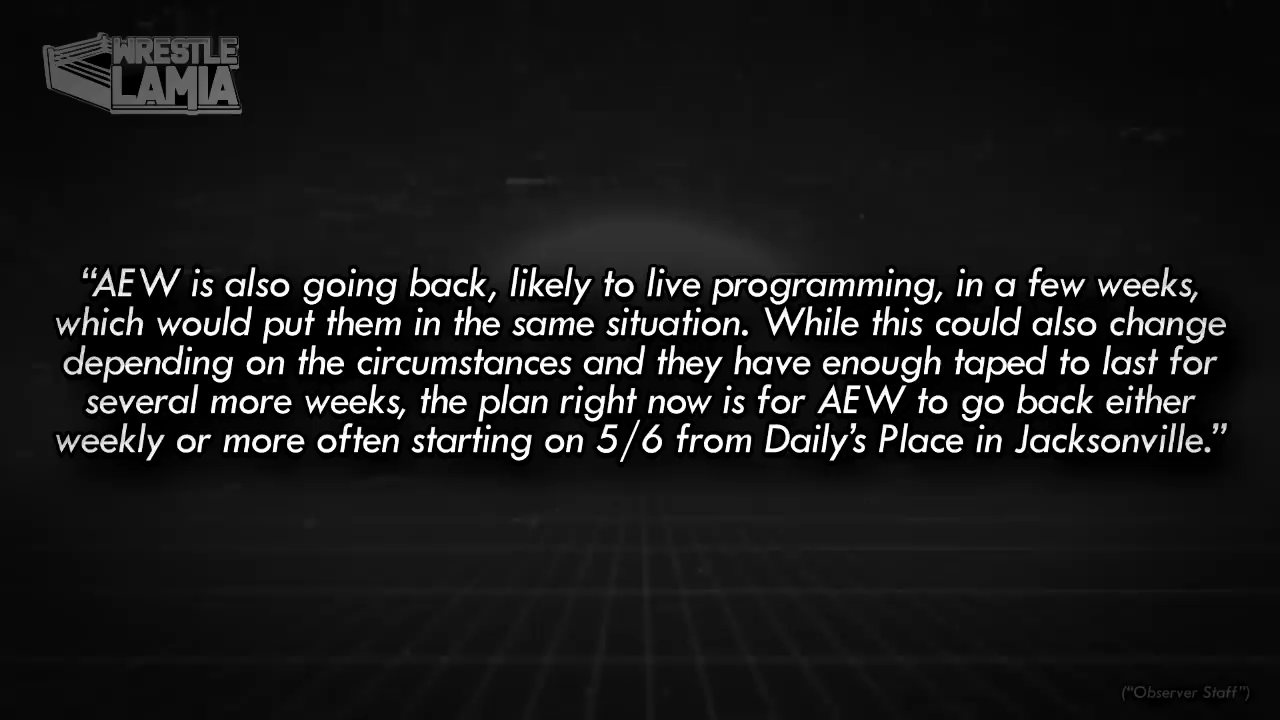 WRESTLE
LAMIA
“AEW is also going back, likely to live programming, in a few weeks,
which would put them in the same situation. While this could also change
depending on the circumstances and they have enough taped to last for
several more weeks, the plan right now is for AEW to go back either
weekly or more often starting on 5/6 from Daily’s Place in Jacksonville.”
(“Observer Staff”)